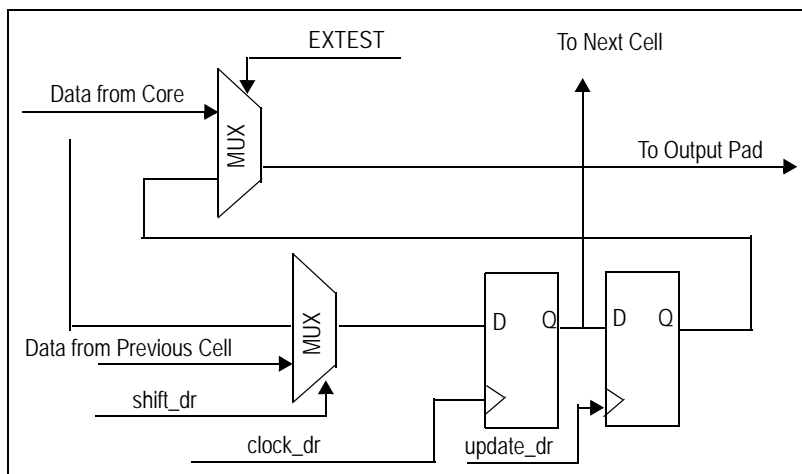 EXTEST
To Next Cell
Data from Core
MUX
To Output Pad
MUX
D Q
D Q
Data from Previous Cell
shift_dr
clock_dr
update_dr